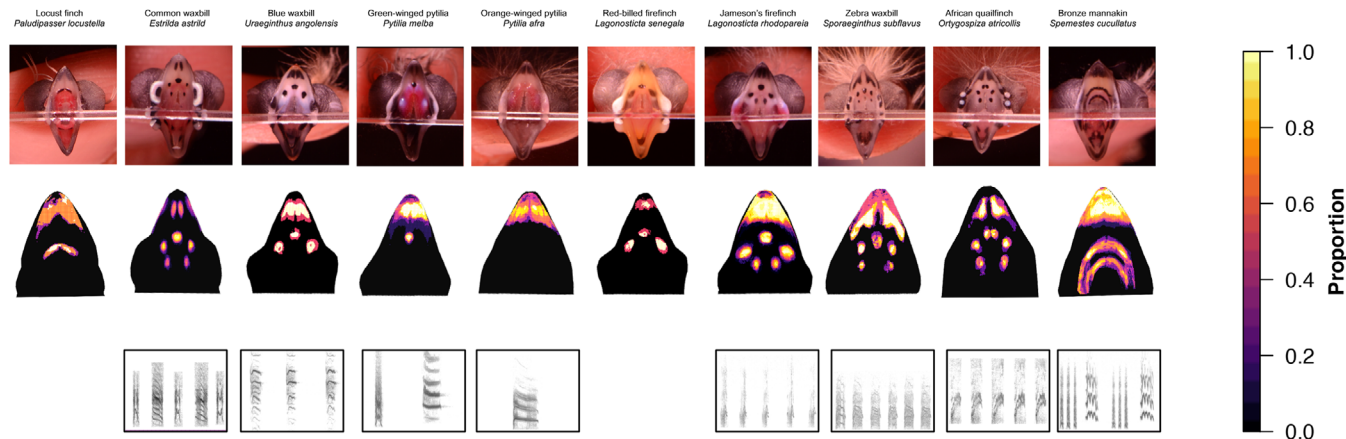 Locust finch
Paludipasser locustella
Common waxbill
Estrilda astrild
Blue waxbill
Uraeginthus angolensis
Green-winged pytilia
Pytilia melba
Orange-winged pytilia
Pytilia afra
Red-billed firefinch
Lagonosticta senegala
Jameson's firefinch
Lagonosticta rhodopareia
Zebra waxbill
Sporaeginthus subflavus
African quailfinch
Ortygospiza atricollis
Bronze mannakin
Spermestes cucullatus
1.0
0.8
0.6
0.4
0.2
0.0
Proportion